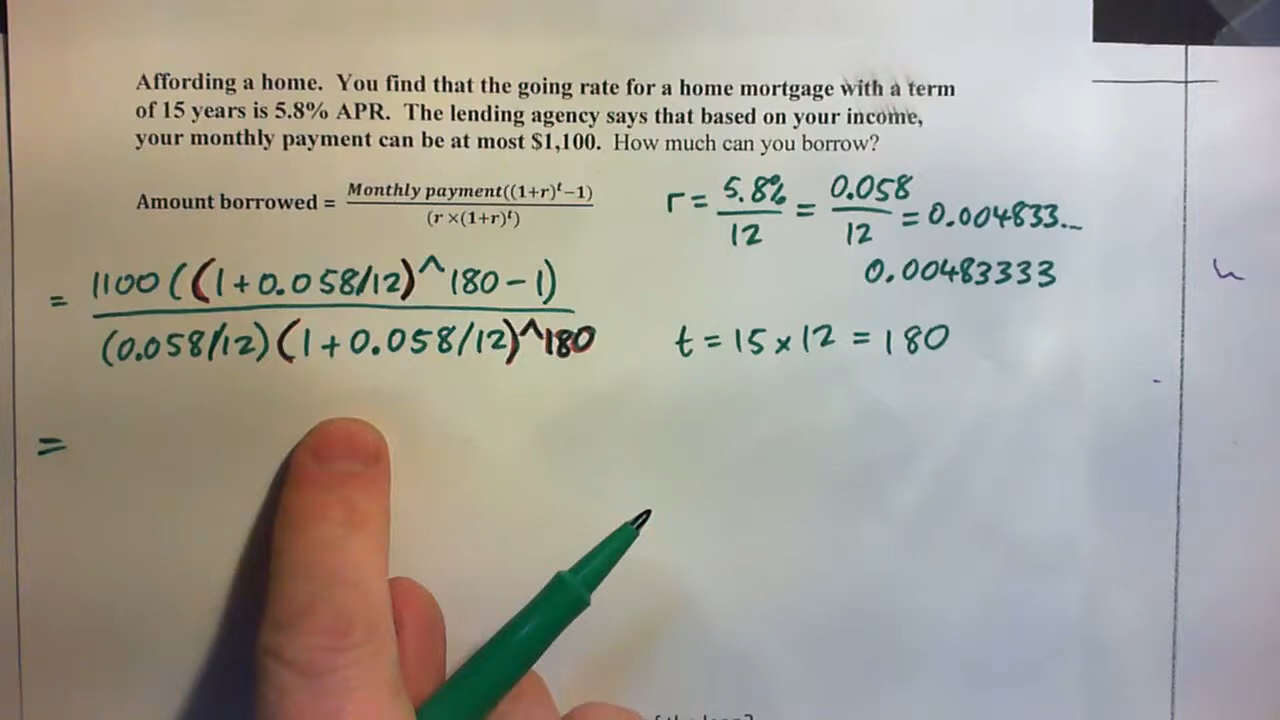 Affording a home. You find that the going rate for a home mortgage with a term
of 15 years is 5.8% APR. The lending agency says that based on your income,
your monthly payment can be at most $1,100. How much can you borrow?
Amount borrowed = Monthly payment((1+r)^t−1) / (r ×(1+r)^t)
r = 5.8% / 12 = 0.058 / 12 = 0.004833...
0.00483333
= 1100((1+0.058/12)^180-1)
(0.058/12)(1+0.058/12)^180
t = 15 x 12 = 180
=